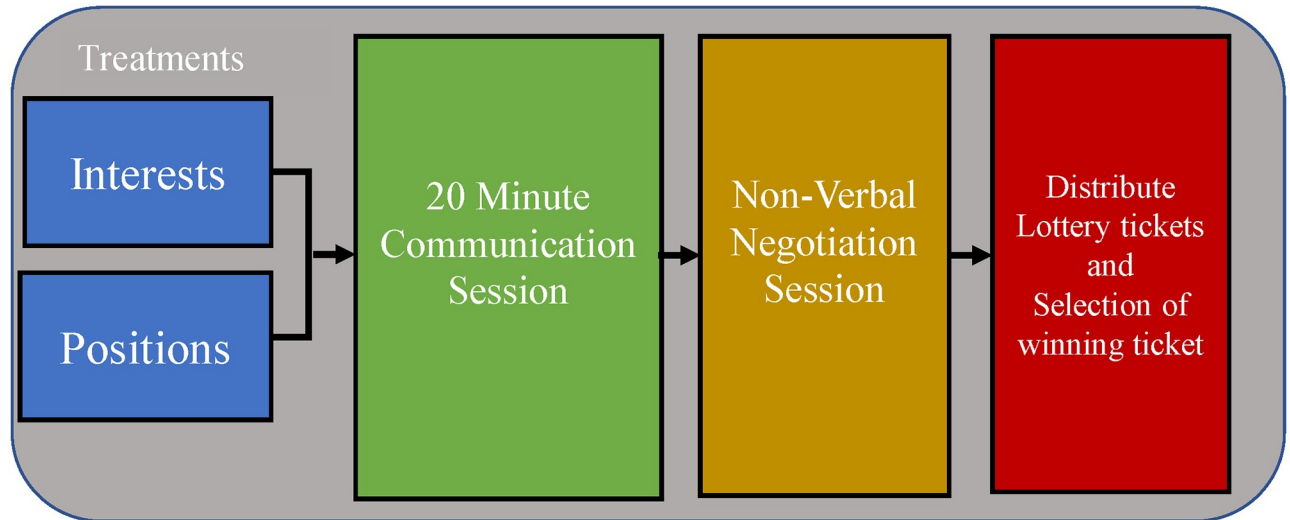 Treatments
Interests
Positions
20 Minute
Communication
Session
Non-Verbal
Negotiation
Session
Distribute
Lottery tickets
and
Selection of
winning ticket